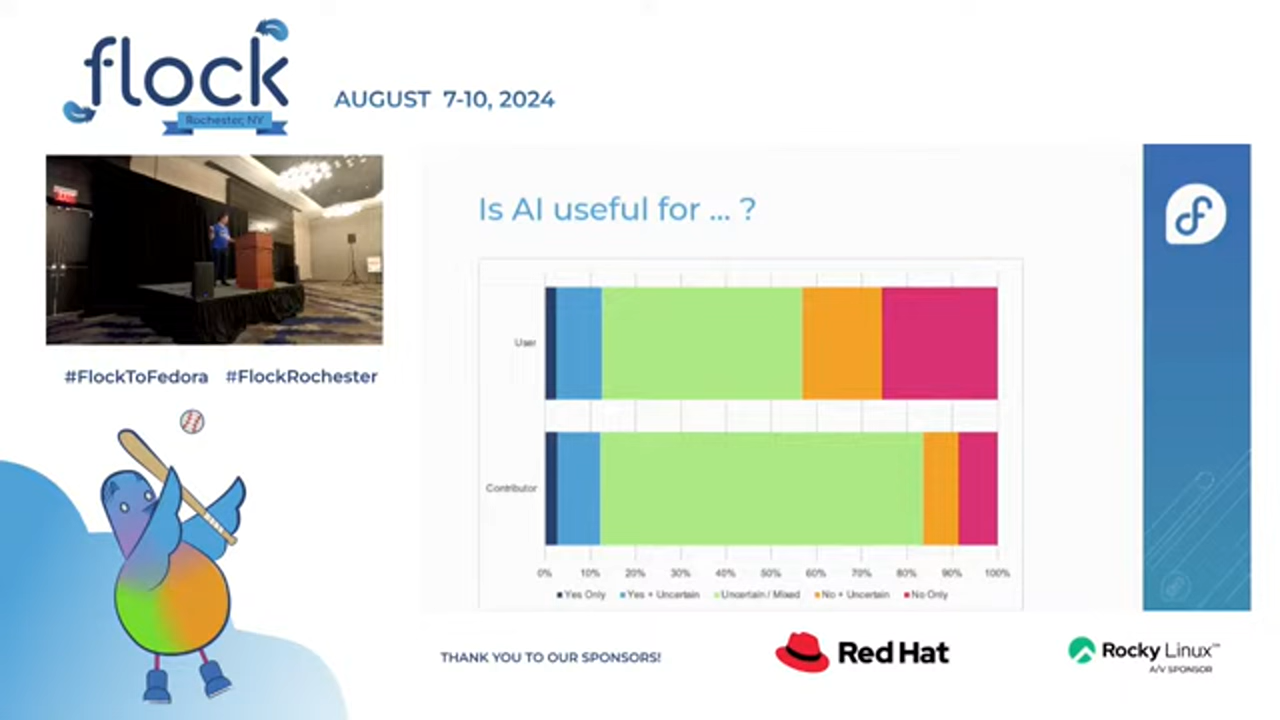 flock
Rochester, NY
AUGUST 7-10, 2024
#FlockToFedora #FlockRochester
Is AI useful for ... ?
User
Contributor
0% 10% 20% 30% 40% 50% 60% 70% 80% 90% 100%
Yes Only Yes + Uncertain Uncertain / Mixed No + Uncertain No Only
THANK YOU TO OUR SPONSORS!
Red Hat
Rocky Linux™
A/V SPONSOR